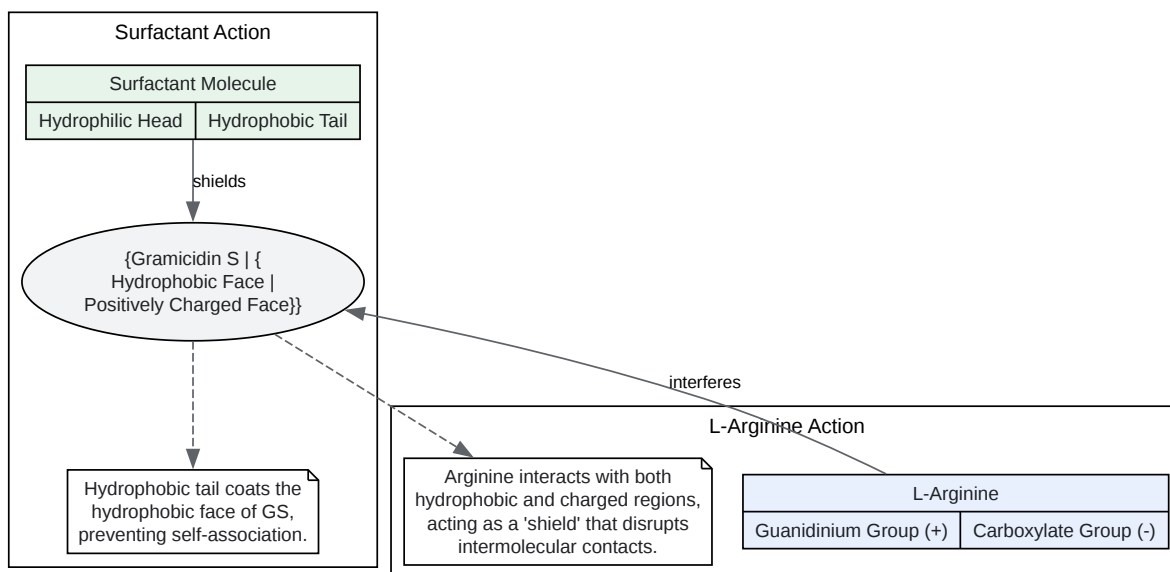 Surfactant Action
Surfactant Molecule
Hydrophilic Head
Hydrophobic Tail
shields
{Gramicidin S | {
Hydrophobic Face |
Positively Charged Face}}
interferes
L-Arginine Action
Hydrophobic tail coats the
hydrophobic face of GS,
preventing self-association.
Arginine interacts with both
hydrophobic and charged regions,
acting as a 'shield' that disrupts
intermolecular contacts.
L-Arginine
Guanidinium Group (+)
Carboxylate Group (-)